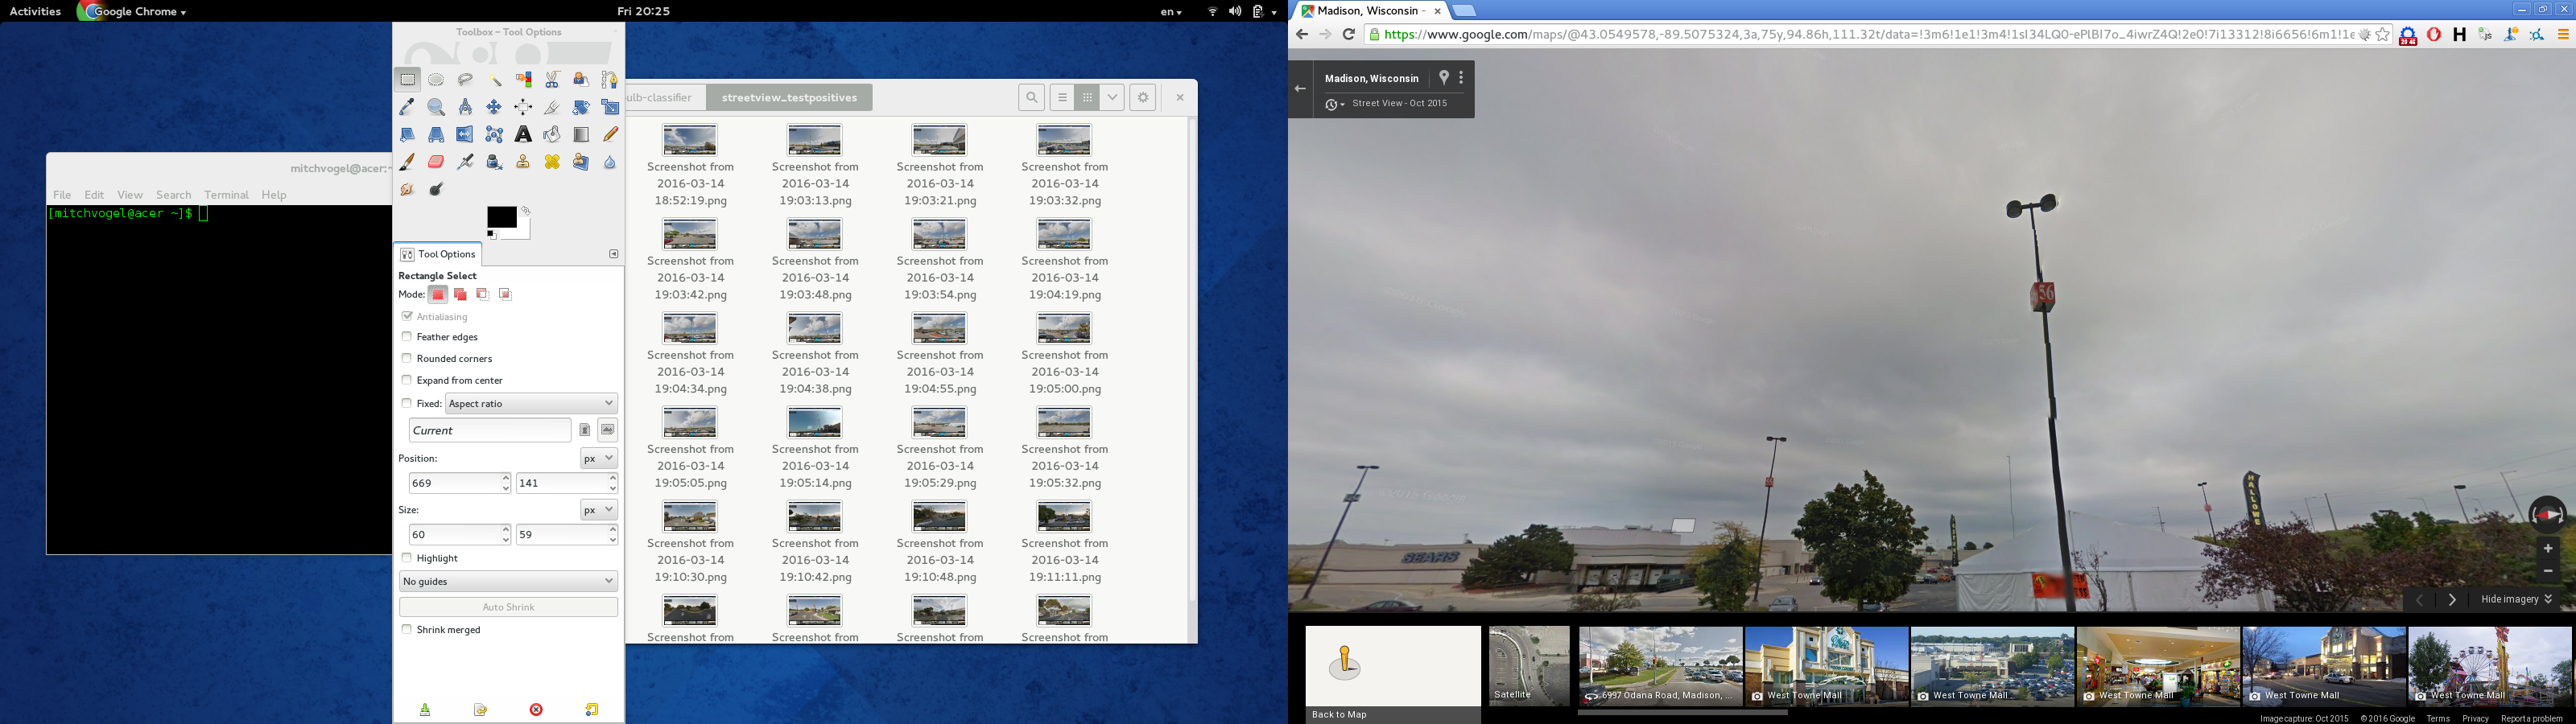 Activities
Google Chrome
Fri 20:25
en
Toolbox – Tool Options
Tool Options
Rectangle Select
Mode:
Antialiasing
Feather edges
Rounded corners
Expand from center
Fixed: Aspect ratio
Current
Position: px
669 141
Size: px
60 59
Highlight
No guides
Auto Shrink
Shrink merged
mitchvogel@acer:~
File Edit View Search Terminal Help
[mitchvogel@acer ~]$
ulb-classifier streetview_testpositives
Screenshot from Screenshot from Screenshot from Screenshot from
2016-03-14 2016-03-14 2016-03-14 2016-03-14
18:52:19.png 19:03:13.png 19:03:21.png 19:03:32.png
Screenshot from Screenshot from Screenshot from Screenshot from
2016-03-14 2016-03-14 2016-03-14 2016-03-14
19:03:42.png 19:03:48.png 19:03:54.png 19:04:19.png
Screenshot from Screenshot from Screenshot from Screenshot from
2016-03-14 2016-03-14 2016-03-14 2016-03-14
19:04:34.png 19:04:38.png 19:04:55.png 19:05:00.png
Screenshot from Screenshot from Screenshot from Screenshot from
2016-03-14 2016-03-14 2016-03-14 2016-03-14
19:05:05.png 19:05:14.png 19:05:29.png 19:05:32.png
Screenshot from Screenshot from Screenshot from Screenshot from
2016-03-14 2016-03-14 2016-03-14 2016-03-14
19:10:30.png 19:10:42.png 19:10:48.png 19:11:11.png
Screenshot from Screenshot from Screenshot from Screenshot from
Madison, Wisconsin -
https://www.google.com/maps/@43.0549578,-89.5075324,3a,75y,94.86h,111.32t/data=!3m6!1e1!3m4!1sI34LQ0-ePlBI7o_4iwrZ4Q!2e0!7i13312!8i6656!6m1!1e
Madison, Wisconsin
Street View - Oct 2015
56
SEARS
HALLOWE
Hide imagery
Back to Map
Satellite
6997 Odana Road, Madison, ...
West Towne Mall
West Towne Mall
West Towne Mall
West Towne Mall
West Towne Mall
Image capture: Oct 2015 © 2016 Google Terms Privacy Report a problem